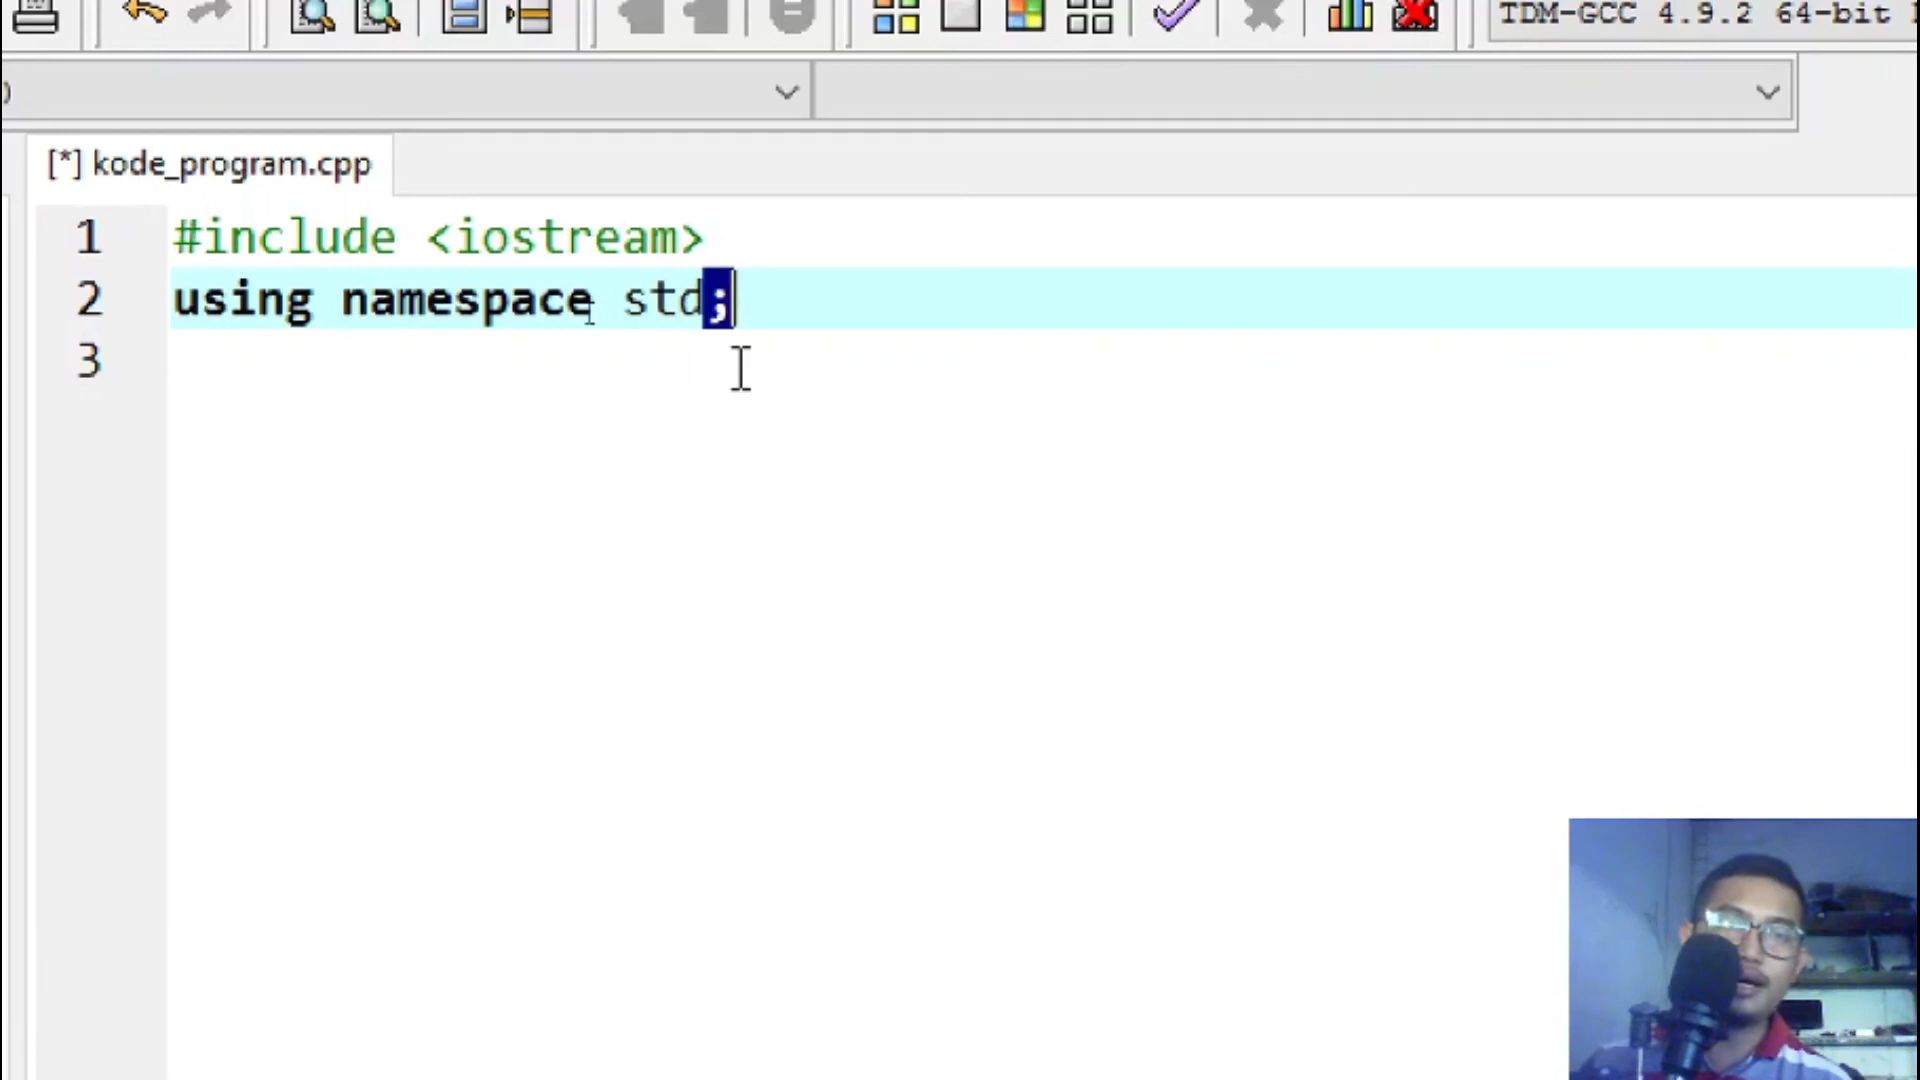 TDM-GCC 4.9.2 64-bit
[*] kode_program.cpp
1 #include <iostream>
2 using namespace std;
3